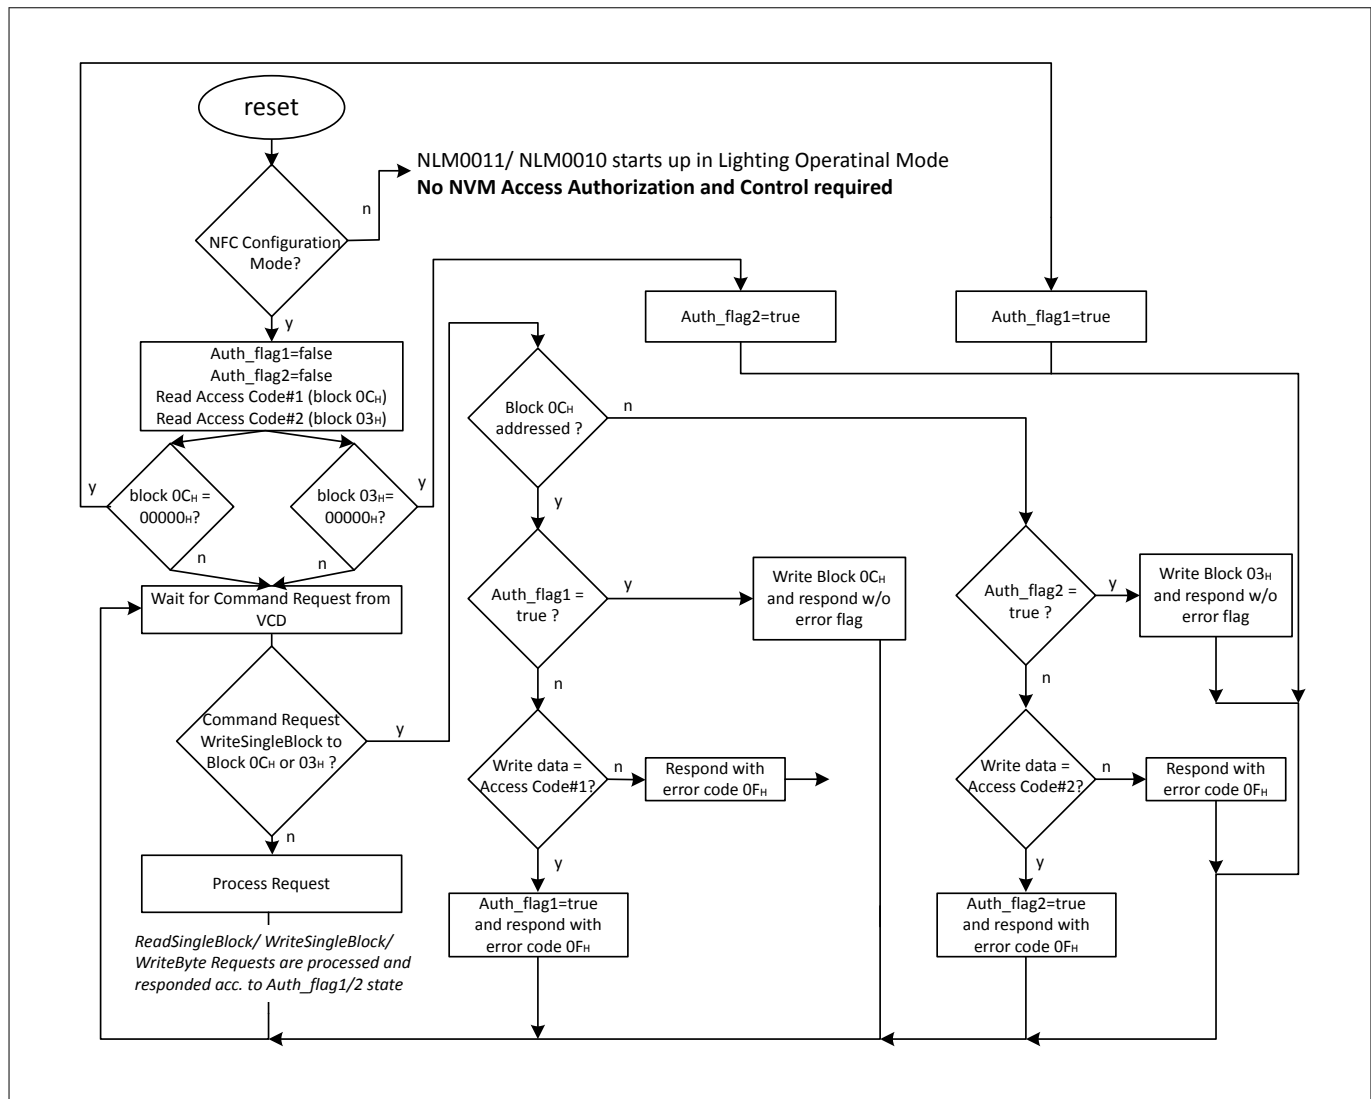 reset
NLM0011/ NLM0010 starts up in Lighting Operatinal Mode
No NVM Access Authorization and Control required
n
NFC Configuration
Mode?
y
Auth_flag2=true
Auth_flag1=true
Auth_flag1=false
Auth_flag2=false
Read Access Code#1 (block 0CH)
Read Access Code#2 (block 03H)
Block 0CH
addressed ?
n
y
y
y
block 0CH =
00000H?
block 03H=
00000H?
n
n
y
Wait for Command Request from
VCD
Auth_flag1 =
true ?
y
Write Block 0CH
and respond w/o
error flag
Auth_flag2 =
true ?
y
Write Block 03H
and respond w/o
error flag
n
n
Command Request
WriteSingleBlock to
Block 0CH or 03H ?
y
Write data =
Access Code#1?
n
Respond with
error code 0FH
Write data =
Access Code#2?
n
Respond with
error code 0FH
n
y
y
Process Request
Auth_flag1=true
and respond with
error code 0FH
Auth_flag2=true
and respond with
error code 0FH
ReadSingleBlock/ WriteSingleBlock/
WriteByte Requests are processed and
responded acc. to Auth_flag1/2 state